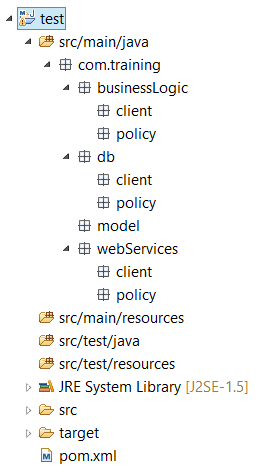 test
src/main/java
com.training
businessLogic
client
policy
db
client
policy
model
webServices
client
policy
src/main/resources
src/test/java
src/test/resources
JRE System Library [J2SE-1.5]
src
target
pom.xml